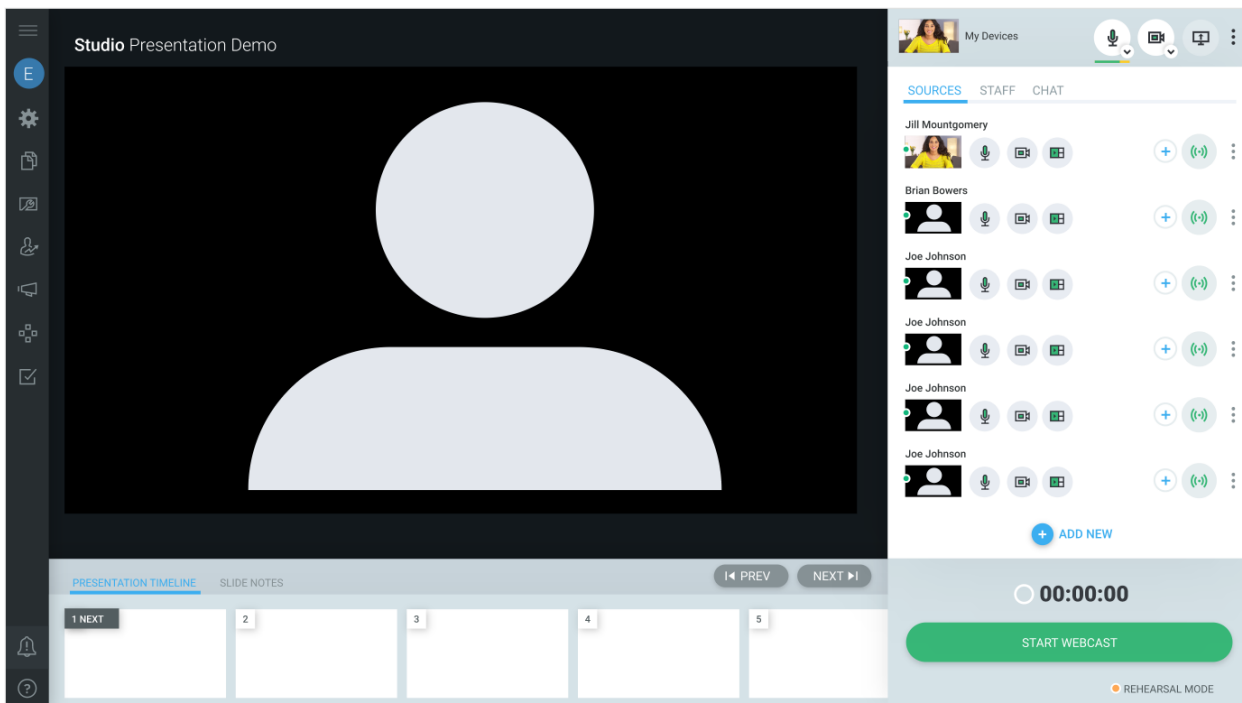 E
Studio Presentation Demo
My Devices
SOURCES STAFF CHAT
Jill Mountgomery
Brian Bowers
Joe Johnson
Joe Johnson
Joe Johnson
Joe Johnson
ADD NEW
PRESENTATION TIMELINE SLIDE NOTES
PREV NEXT
1 NEXT
2
3
4
5
00:00:00
START WEBCAST
REHEARSAL MODE